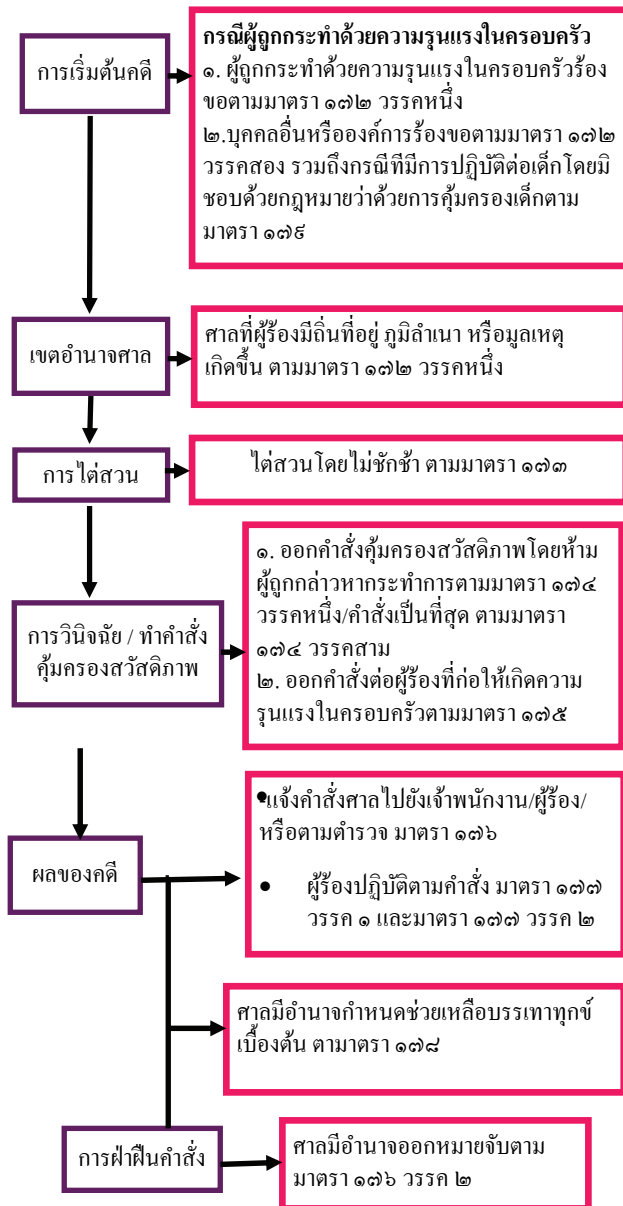 การเริ่มต้นคดี
กรณีผู้ถูกกระทำด้วยความรุนแรงในครอบครัว
๑. ผู้ถูกกระทำด้วยความรุนแรงในครอบครัวร้อง
ขอตามมาตรา ๑๗๒ วรรคหนึ่ง
๒.บุคคลอื่นหรือองค์การร้องขอตามมาตรา ๑๗๒
วรรคสอง รวมถึงกรณีทีมีการปฏิบัติต่อเด็กโดยมิ
ชอบด้วยกฎหมายว่าด้วยการคุ้มครองเด็กตาม
มาตรา ๑๗๙
เขตอำนาจศาล
ศาลที่ผู้ร้องมีถิ่นที่อยู่ ภูมิลำเนา หรือมูลเหตุ
เกิดขึ้น ตามมาตรา ๑๗๒ วรรคหนึ่ง
การไต่สวน
ไต่สวนโดยไม่ชักช้า ตามมาตรา ๑๗๓
การวินิจฉัย / ทำคำสั่ง
คุ้มครองสวัสดิภาพ
๑. ออกคำสั่งคุ้มครองสวัสดิภาพโดยห้าม
ผู้ถูกกล่าวหากระทำการตามมาตรา ๑๗๔
วรรคหนึ่ง/คำสั่งเป็นที่สุด ตามมาตรา
๑๗๔ วรรคสาม
๒. ออกคำสั่งต่อผู้ร้องที่ก่อให้เกิดความ
รุนแรงในครอบครัวตามมาตรา ๑๗๕
ผลของคดี
•แจ้งคำสั่งศาลไปยังเจ้าพนักงาน/ผู้ร้อง/
หรือตามตำรวจ มาตรา ๑๗๖
• ผู้ร้องปฏิบัติตามคำสั่ง มาตรา ๑๗๗
วรรค ๑ และมาตรา ๑๗๗ วรรค ๒
ศาลมีอำนาจกำหนดช่วยเหลือบรรเทาทุกข์
เบื้องต้น ตามาตรา ๑๗๘
การฝ่าฝืนคำสั่ง
ศาลมีอำนาจออกหมายจับตาม
มาตรา ๑๗๖ วรรค ๒